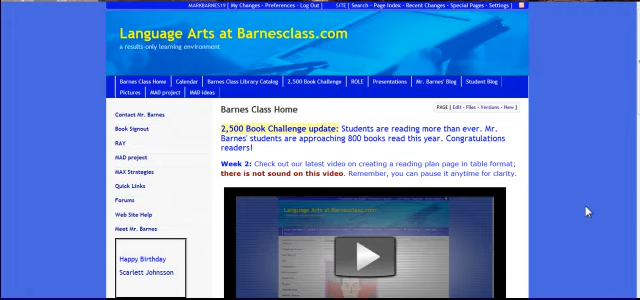 MARKBARNES19 [ My Changes - Preferences - Log Out ] SITE [ Search - Page Index - Recent Changes - Special Pages - Settings ]
Language Arts at Barnesclass.com
a results-only learning environment
Barnes Class Home | Calendar | Barnes Class Library Catalog | 2,500 Book Challenge | ROLE | Presentations | Mr. Barnes' Blog | Student Blog
Pictures | MAD project | MAD Ideas
Barnes Class Home
PAGE [ Edit - Files - Versions - New ]
Contact Mr. Barnes
Book Signout
RAY
MAD project
MAX Strategies
Quick Links
Forums
Web Site Help
Meet Mr. Barnes
Happy Birthday
Scarlett Johnsson
2,500 Book Challenge update: Students are reading more than ever. Mr.
Barnes' students are approaching 800 books read this year. Congratulations
readers!
Week 2: Check out our latest video on creating a reading plan page in table format;
there is not sound on this video. Remember, you can pause it anytime for clarity.
Language Arts at Barnesclass.com